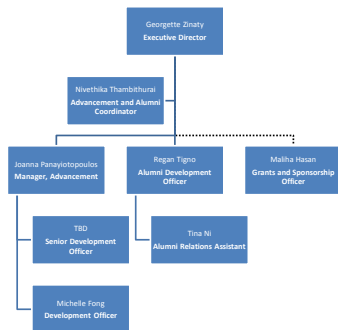 Georgette Zinaty
Executive Director
Nivethika Thambithurai
Advancement and Alumni
Coordinator
Joanna Panayiotopoulos
Manager, Advancement
Regan Tigno
Alumni Development
Officer
Maliha Hasan
Grants and Sponsorship
Officer
TBD
Senior Development
Officer
Tina Ni
Alumni Relations Assistant
Michelle Fong
Development Officer